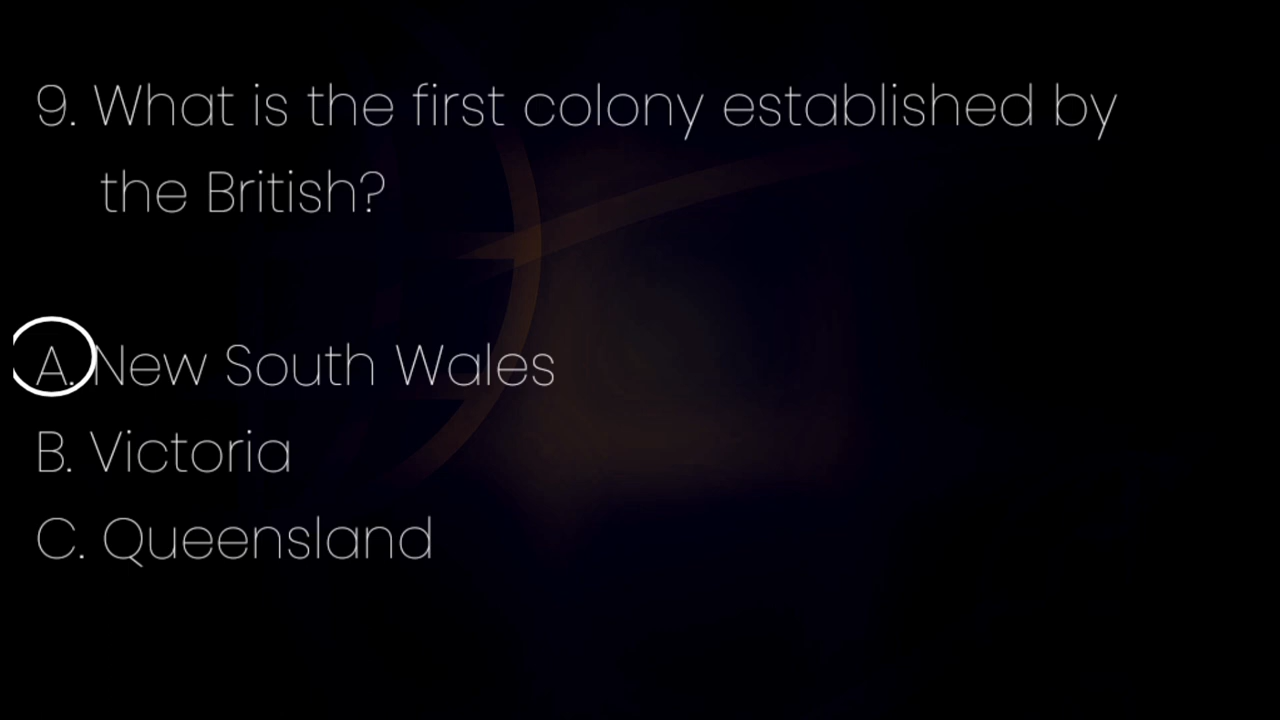 9. What is the first colony established by
the British?
A. New South Wales
B. Victoria
C. Queensland